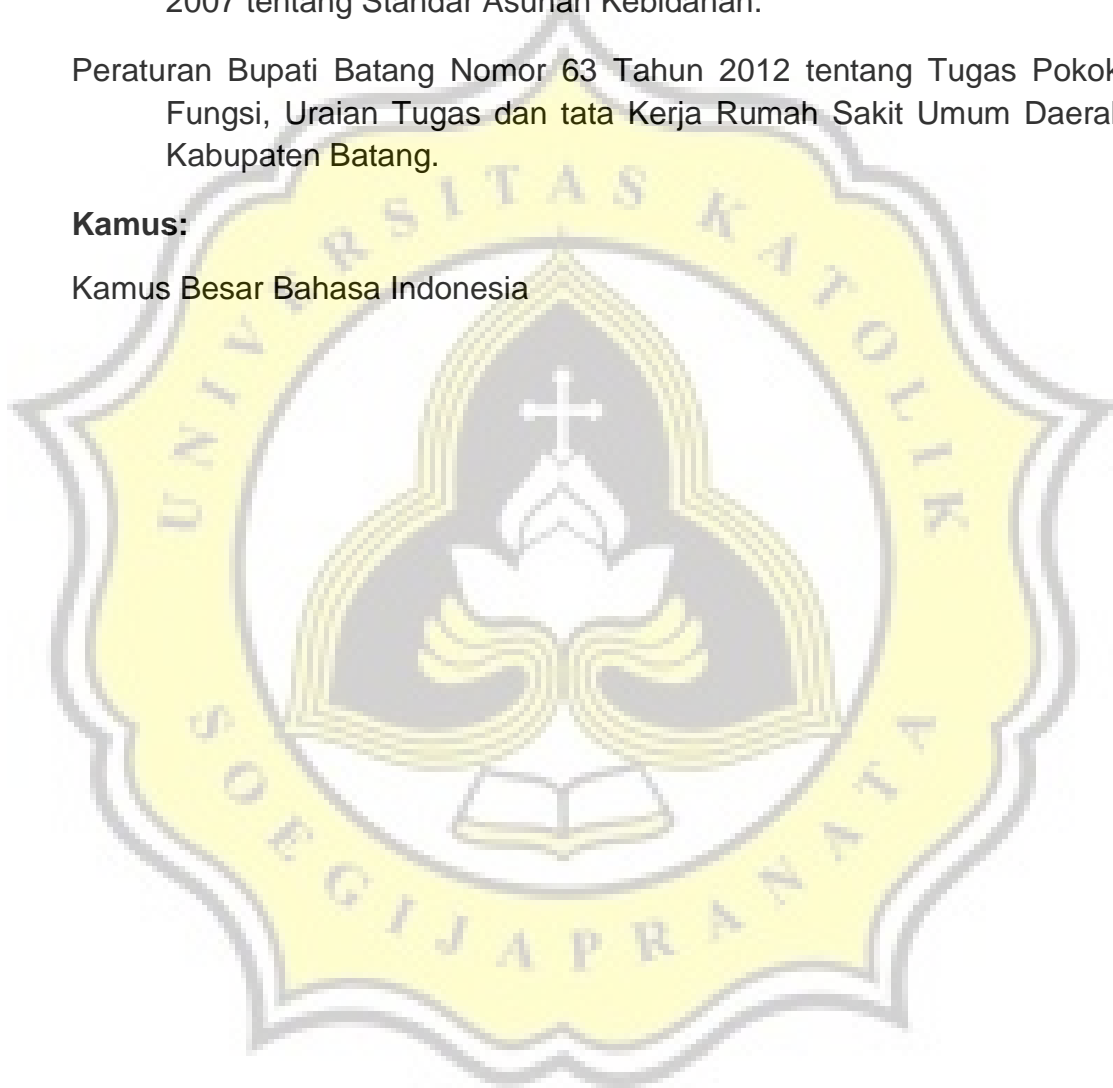 2007 tentang Standar Asuhan Kebidanan.
Peraturan Bupati Batang Nomor 63 Tahun 2012 tentang Tugas Pokok
Fungsi, Uraian Tugas dan tata Kerja Rumah Sakit Umum Daerah
Kabupaten Batang.
Kamus:
Kamus Besar Bahasa Indonesia
UNIVERSITAS KATOLIK
SOEGIJAPRANATA